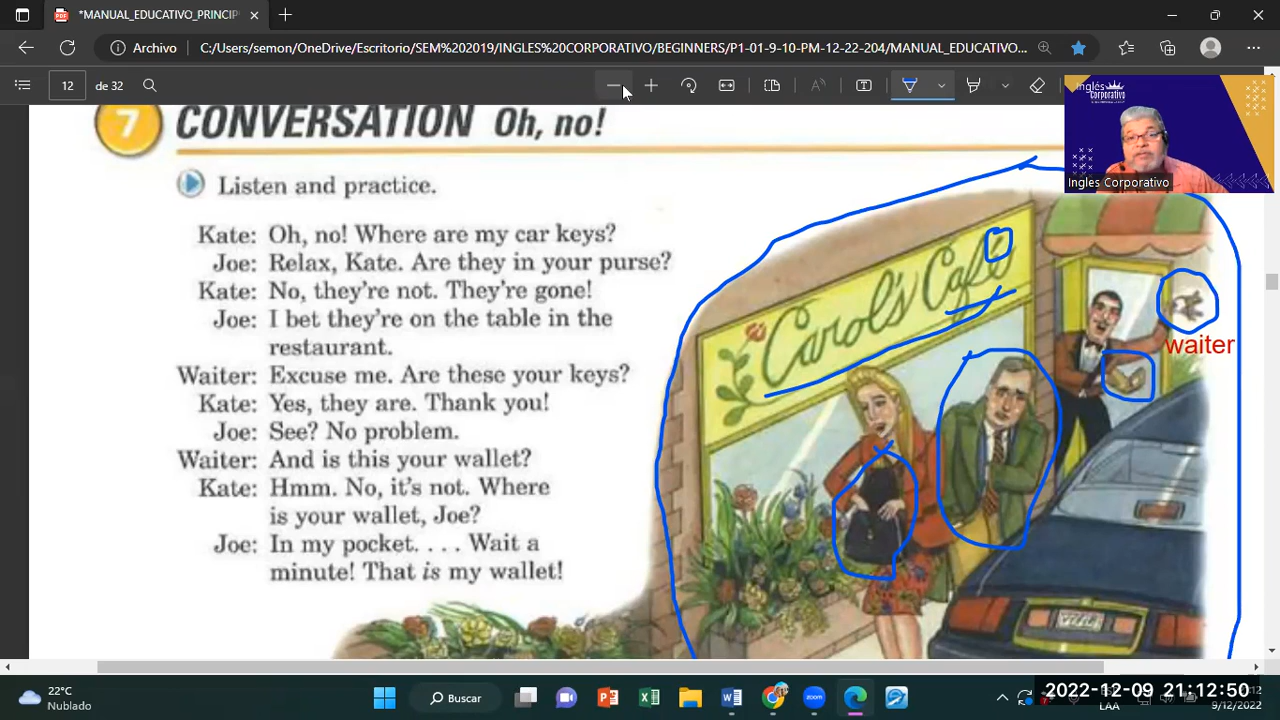 *MANUAL_EDUCATIVO_PRINCIP
Archivo
C:/Users/semon/OneDrive/Escritorio/SEM%202019/INGLES%20CORPORATIVO/BEGINNERS/P1-01-9-10-PM-12-22-204/MANUAL_EDUCATIVO...
12 de 32
7 CONVERSATION Oh, no!
Listen and practice.
Kate: Oh, no! Where are my car keys?
Joe: Relax, Kate. Are they in your purse?
Kate: No, they're not. They're gone!
Joe: I bet they're on the table in the
restaurant.
Waiter: Excuse me. Are these your keys?
Kate: Yes, they are. Thank you!
Joe: See? No problem.
Waiter: And is this your wallet?
Kate: Hmm. No, it's not. Where
is your wallet, Joe?
Joe: In my pocket. . . . Wait a
minute! That is my wallet!
Carol's Café
waiter
Inglés
Corporativo
Ingles Corporativo
22°C
Nublado
Buscar
LAA
2022-12-09 21:12:50
9/12/2022